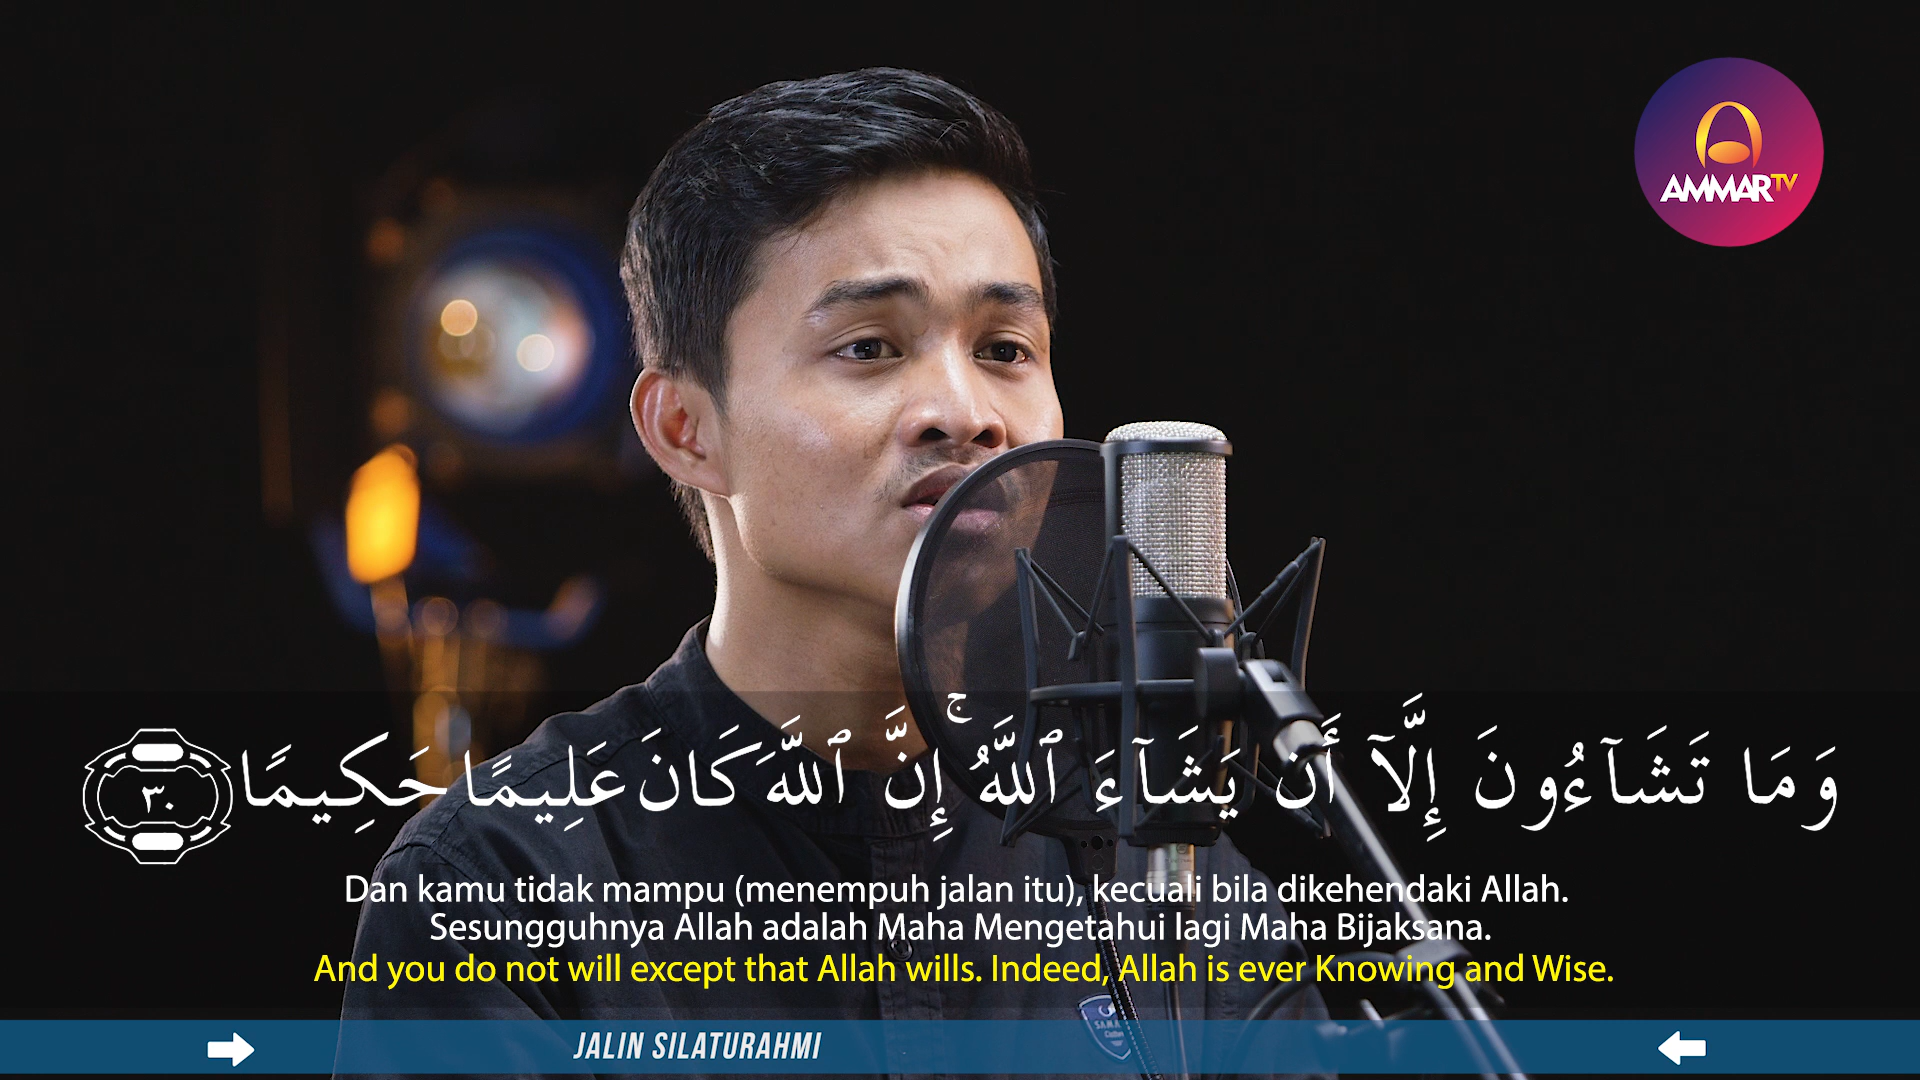 AMMARTV
وَمَا تَشَآءُونَ إِلَّآ أَن يَشَآءَ ٱللَّهُ ۚ إِنَّ ٱللَّهَ كَانَ عَلِيمًا حَكِيمًا ٣٠
Dan kamu tidak mampu (menempuh jalan itu), kecuali bila dikehendaki Allah.
Sesungguhnya Allah adalah Maha Mengetahui lagi Maha Bijaksana.
And you do not will except that Allah wills. Indeed, Allah is ever Knowing and Wise.
JALIN SILATURAHMI